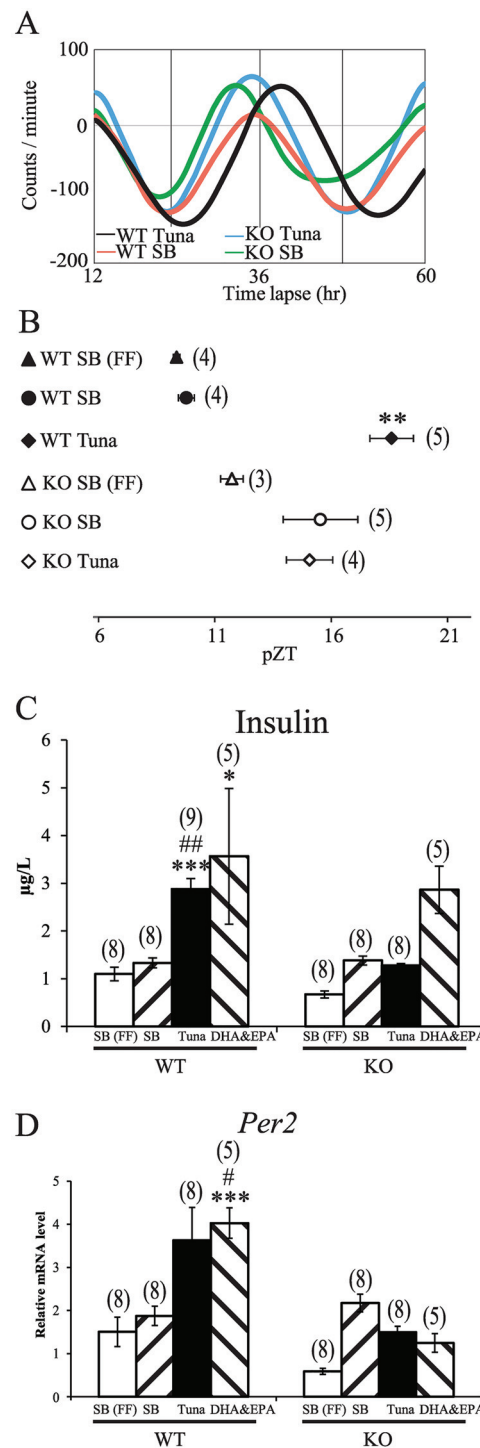 A
100
0
-100
-200
Counts / minute
WT Tuna
KO Tuna
WT SB
KO SB
12
36
60
Time lapse (hr)
B
WT SB (FF)
(4)
WT SB
(4)
**
WT Tuna
(5)
KO SB (FF)
(3)
KO SB
(5)
KO Tuna
(4)
6
11
16
21
pZT
C
Insulin
6
5
4
3
2
1
0
µg/L
(8)
(8)
(9)
##
***
(5)
*
(8)
(8)
(8)
(5)
SB (FF) SB Tuna DHA&EPA
SB (FF) SB Tuna DHA&EPA
WT
KO
D
Per2
5
4
3
2
1
0
Relative mRNA level
(8)
(8)
(8)
(5)
#
***
(8)
(8)
(8)
(5)
SB (FF) SB Tuna DHA&EPA
SB (FF) SB Tuna DHA&EPA
WT
KO